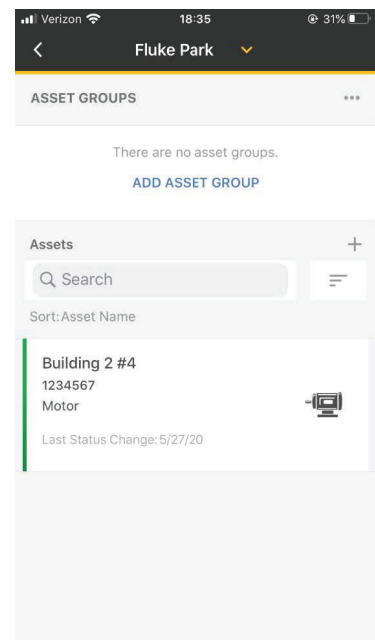 Verizon 18:35 31%
Fluke Park
ASSET GROUPS
There are no asset groups.
ADD ASSET GROUP
Assets
Search
Sort:Asset Name
Building 2 #4
1234567
Motor
Last Status Change:5/27/20